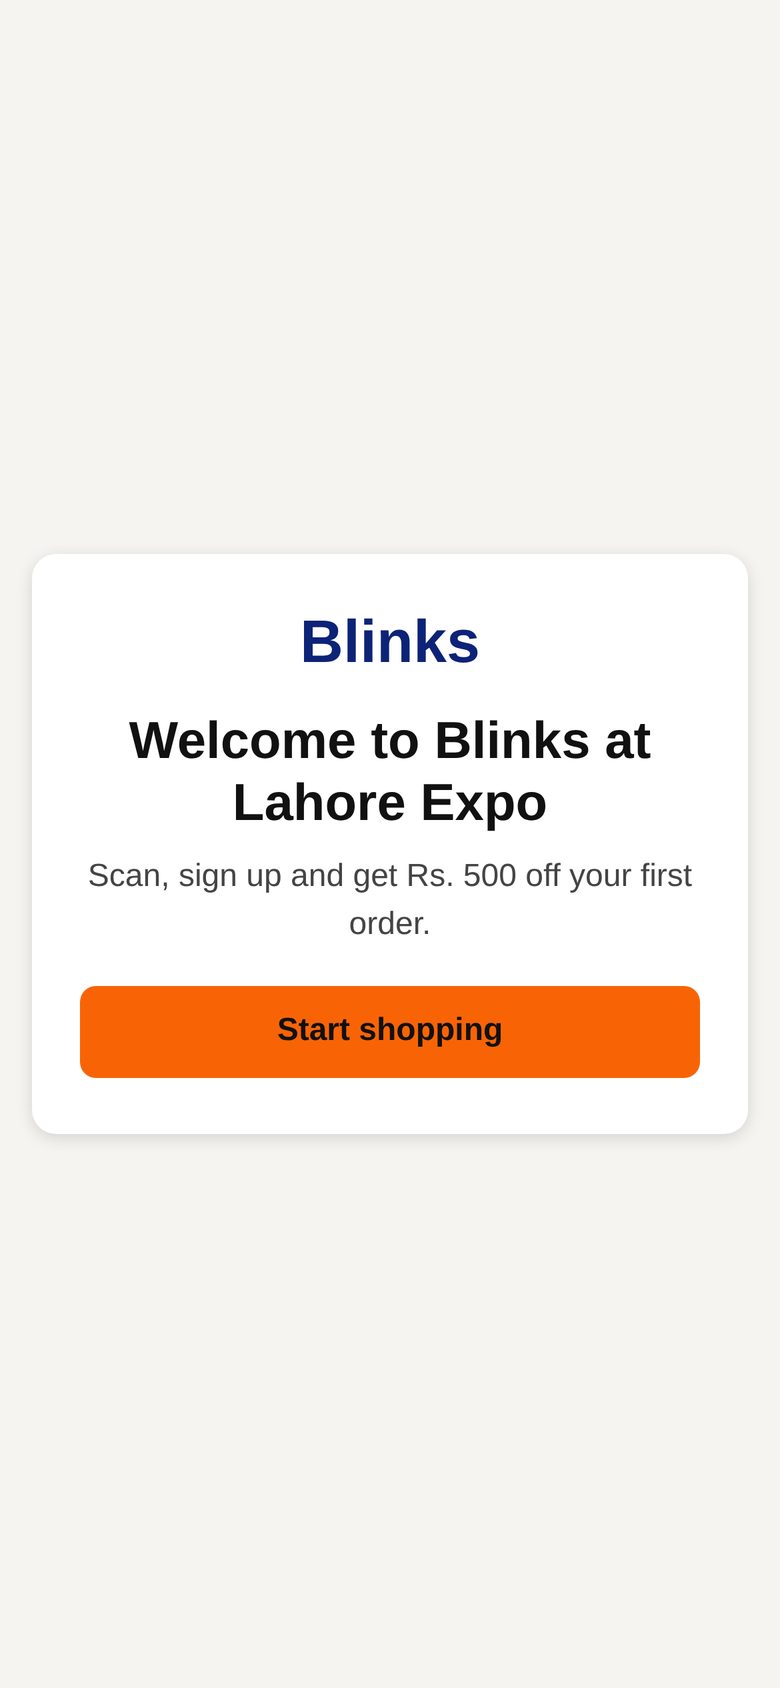 Blinks
Welcome to Blinks at
Lahore Expo
Scan, sign up and get Rs. 500 off your first
order.
Start shopping